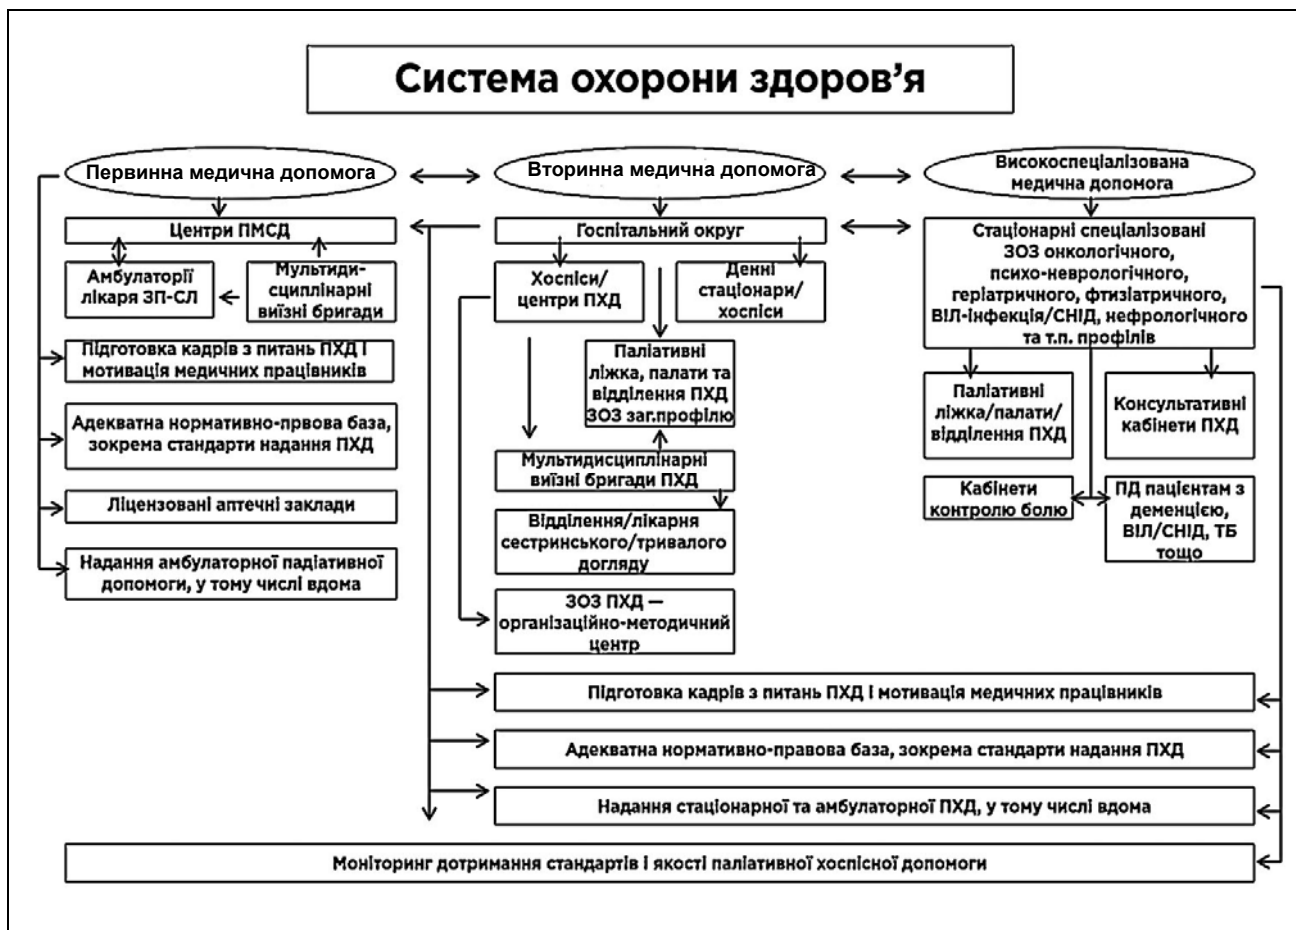 Система охорони здоров’я
Первинна медична допомога
Вторинна медична допомога
Високоспеціалізована
медична допомога
Центри ПМСД
Амбулаторії
лікаря ЗП-СЛ
Мультиди-
сциплінарні
виїзні бригади
Підготовка кадрів з питань ПХД і
мотивація медичних працівників
Адекватна нормативно-првова база,
зокрема стандарти надання ПХД
Ліцензовані аптечні заклади
Надання амбулаторної падіативної
допомоги, у тому числі вдома
Госпітальний округ
Хоспіси/
центри ПХД
Денні
стаціонари/
хоспіси
Паліативні
ліжка, палати та
відділення ПХД
ЗОЗ заг.профілю
Мультидисциплінарні
виїзні бригади ПХД
Відділення/лікарня
сестринського/тривалого
догляду
ЗОЗ ПХД —
організаційно-методичний
центр
Стаціонарні спеціалізовані
ЗОЗ онкологічного,
психо-неврологічного,
геріатричного, фтизіатричного,
ВІЛ-інфекція/СНІД, нефрологічного
та т.п. профілів
Паліативні
ліжка/палати/
відділення ПХД
Консультативні
кабінети ПХД
Кабінети
контролю болю
ПД пацієнтам з
деменцією,
ВІЛ/СНІД, ТБ
тощо
Підготовка кадрів з питань ПХД і мотивація медичних працівників
Адекватна нормативно-правова база, зокрема стандарти надання ПХД
Надання стаціонарної та амбулаторної ПХД, у тому числі вдома
Моніторинг дотримання стандартів і якості паліативної хоспісної допомоги